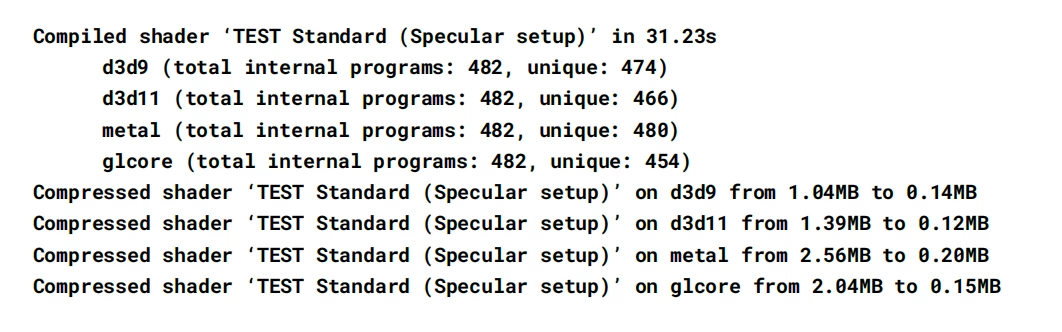 Compiled shader ‘TEST Standard (Specular setup)’ in 31.23s
d3d9 (total internal programs: 482, unique: 474)
d3d11 (total internal programs: 482, unique: 466)
metal (total internal programs: 482, unique: 480)
glcore (total internal programs: 482, unique: 454)
Compressed shader ‘TEST Standard (Specular setup)’ on d3d9 from 1.04MB to 0.14MB
Compressed shader ‘TEST Standard (Specular setup)’ on d3d11 from 1.39MB to 0.12MB
Compressed shader ‘TEST Standard (Specular setup)’ on metal from 2.56MB to 0.20MB
Compressed shader ‘TEST Standard (Specular setup)’ on glcore from 2.04MB to 0.15MB